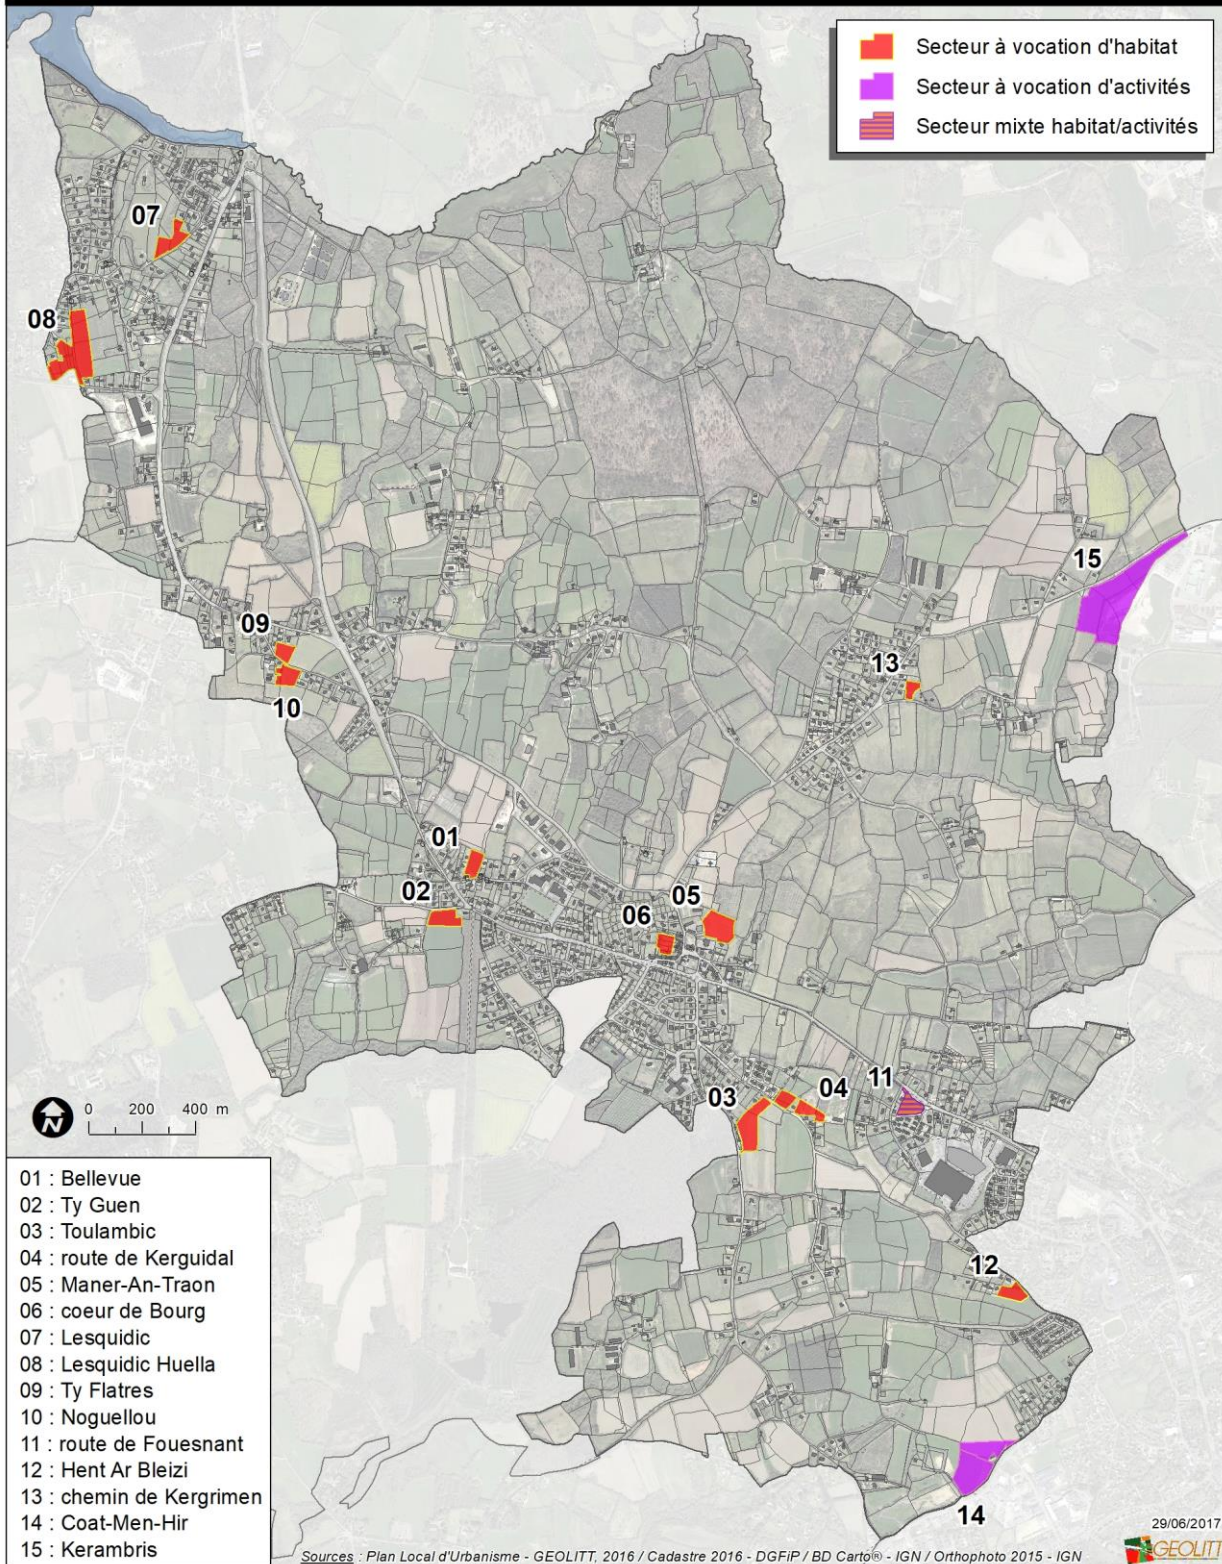 Secteur à vocation d'habitat
Secteur à vocation d'activités
Secteur mixte habitat/activités
07
08
15
09
13
10
01
02
05
06
11
04
03
12
14
0 200 400 m
N
01 : Bellevue
02 : Ty Guen
03 : Toulambic
04 : route de Kerguidal
05 : Maner-An-Traon
06 : coeur de Bourg
07 : Lesquidic
08 : Lesquidic Huella
09 : Ty Flatres
10 : Noguellou
11 : route de Fouesnant
12 : Hent Ar Bleizi
13 : chemin de Kergrimen
14 : Coat-Men-Hir
15 : Kerambris
29/06/2017
Sources : Plan Local d'Urbanisme - GEOLITT, 2016 / Cadastre 2016 - DGFiP / BD Carto® - IGN / Orthophoto 2015 - IGN
GEOLITT